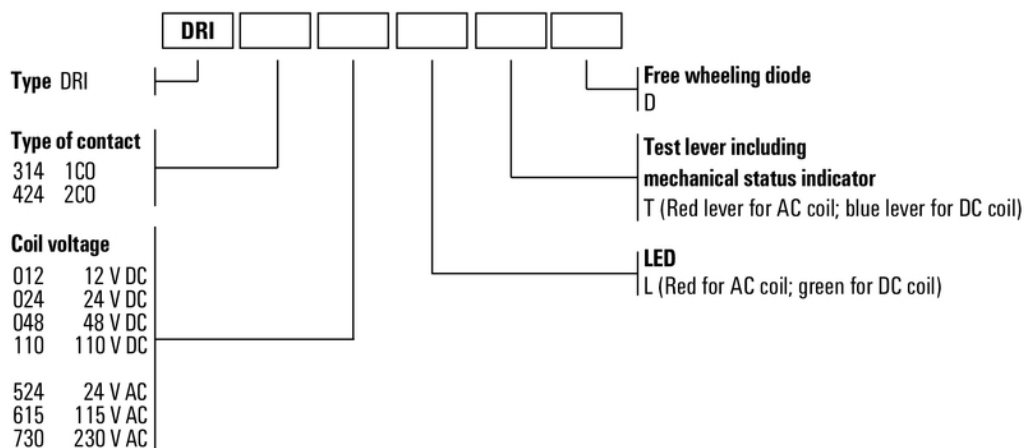 DRI
Type DRI
Type of contact
314 1CO
424 2CO
Coil voltage
012 12 V DC
024 24 V DC
048 48 V DC
110 110 V DC
524 24 V AC
615 115 V AC
730 230 V AC
Free wheeling diode
D
Test lever including
mechanical status indicator
T (Red lever for AC coil; blue lever for DC coil)
LED
L (Red for AC coil; green for DC coil)